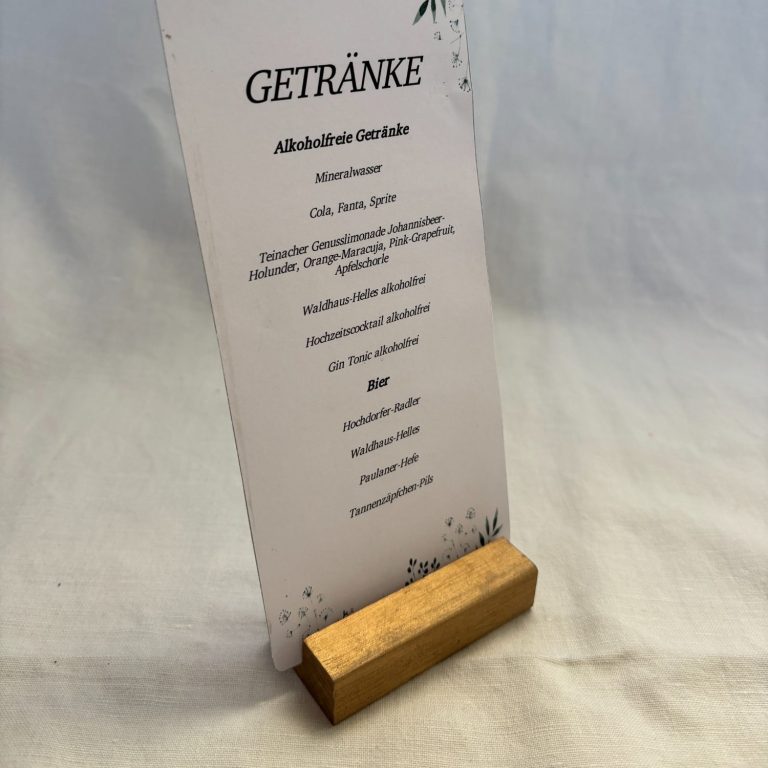 GETRÄNKE
Alkoholfreie Getränke
Mineralwasser
Cola, Fanta, Sprite
Teinacher Genusslimonade Johannisbeer-
Holunder, Orange-Maracuja, Pink-Grapefruit,
Apfelschorle
Waldhaus-Helles alkoholfrei
Hochzeitscocktail alkoholfrei
Gin Tonic alkoholfrei
Bier
Hochdorfer-Radler
Waldhaus-Helles
Paulaner-Hefe
Tannenzäpfchen-Pils